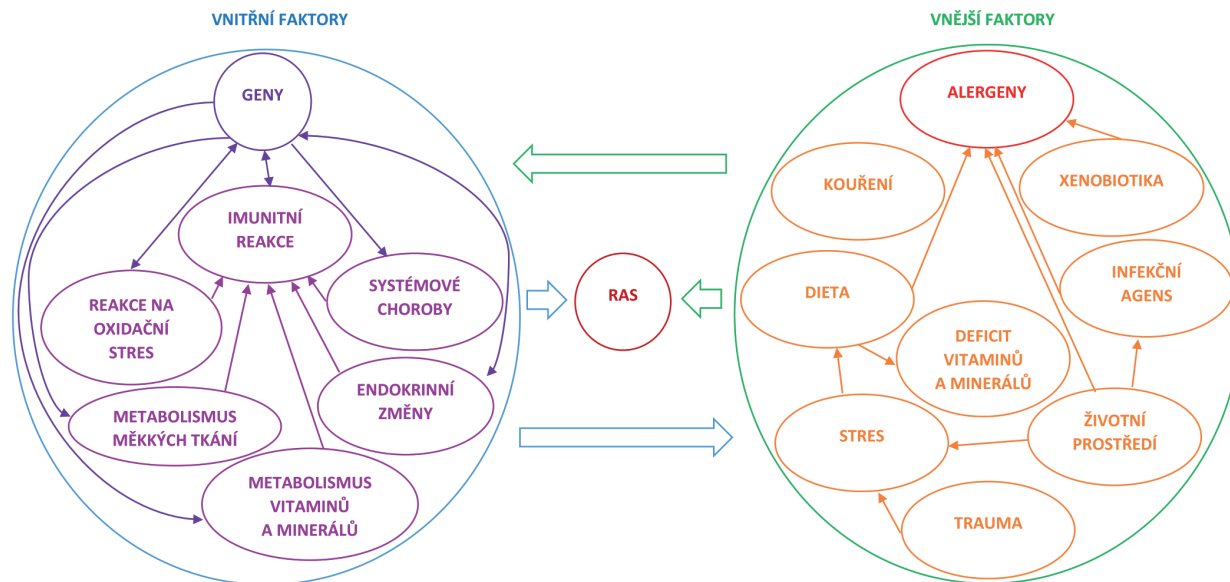 VNITŘNÍ FAKTORY
GENY
IMUNITNÍ
REAKCE
SYSTÉMOVÉ
CHOROBY
REAKCE NA
OXIDAČNÍ
STRES
ENDOKRINNÍ
ZMĚNY
METABOLISMUS
MĚKKÝCH TKÁNÍ
METABOLISMUS
VITAMINŮ
A MINERÁLŮ
RAS
VNĚJŠÍ FAKTORY
ALERGENY
KOUŘENÍ
XENOBIOTIKA
DIETA
INFEKČNÍ
AGENS
DEFICIT
VITAMINŮ
A MINERÁLŮ
STRES
ŽIVOTNÍ
PROSTŘEDÍ
TRAUMA